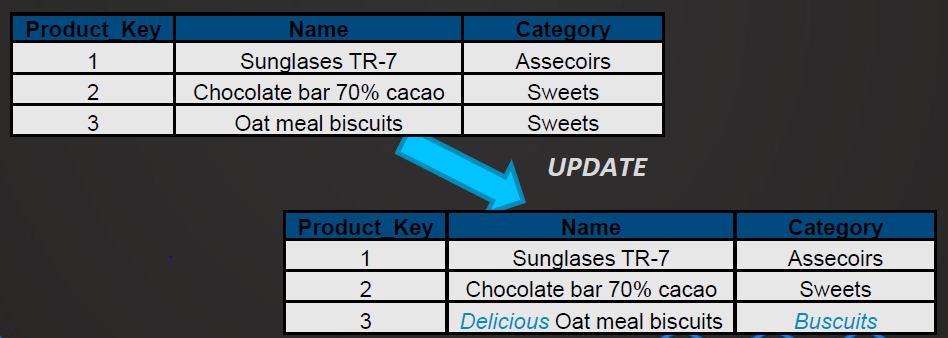 Product_Key Name Category
1 Sunglases TR-7 Assecoirs
2 Chocolate bar 70% cacao Sweets
3 Oat meal biscuits Sweets
UPDATE
Product_Key Name Category
1 Sunglases TR-7 Assecoirs
2 Chocolate bar 70% cacao Sweets
3 Delicious Oat meal biscuits Buscuits